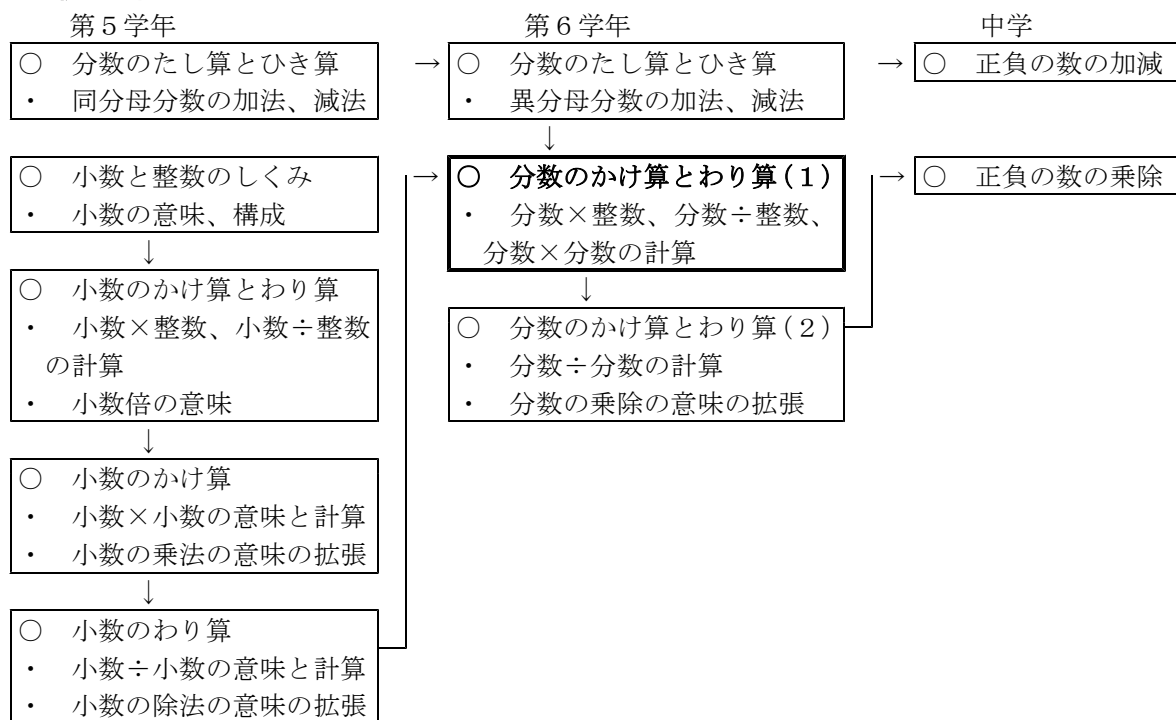 第5学年
第6学年
中学
○ 分数のたし算とひき算
・ 同分母分数の加法、減法
→
○ 分数のたし算とひき算
・ 異分母分数の加法、減法
→
○ 正負の数の加減
↓
○ 小数と整数のしくみ
・ 小数の意味、構成
→
○ 分数のかけ算とわり算(1)
・ 分数×整数、分数÷整数、
分数×分数の計算
→
○ 正負の数の乗除
↓
↓
○ 小数のかけ算とわり算
・ 小数×整数、小数÷整数
の計算
・ 小数倍の意味
○ 分数のかけ算とわり算(2)
・ 分数÷分数の計算
・ 分数の乗除の意味の拡張
↓
○ 小数のかけ算
・ 小数×小数の意味と計算
・ 小数の乗法の意味の拡張
↓
○ 小数のわり算
・ 小数÷小数の意味と計算
・ 小数の除法の意味の拡張